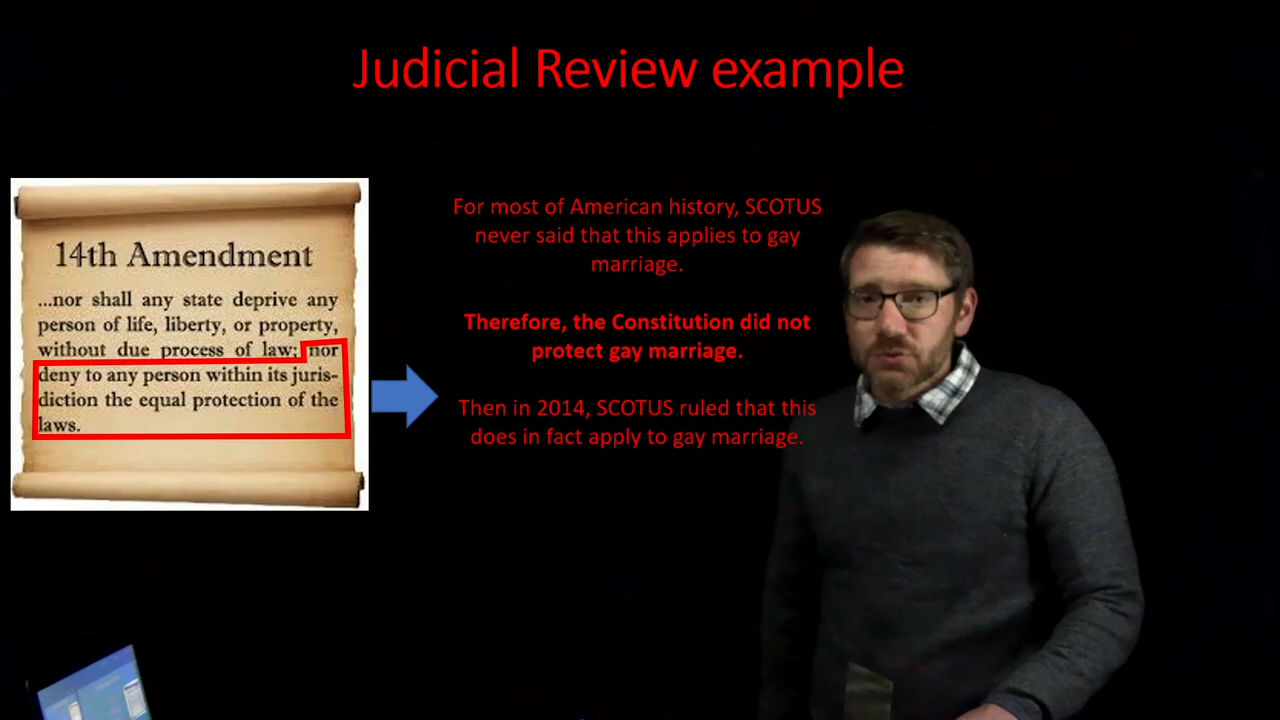 Judicial Review example
14th Amendment
...nor shall any state deprive any
person of life, liberty, or property,
without due process of law; nor
deny to any person within its juris-
diction the equal protection of the
laws.
For most of American history, SCOTUS
never said that this applies to gay
marriage.
Therefore, the Constitution did not
protect gay marriage.
Then in 2014, SCOTUS ruled that this
does in fact apply to gay marriage.